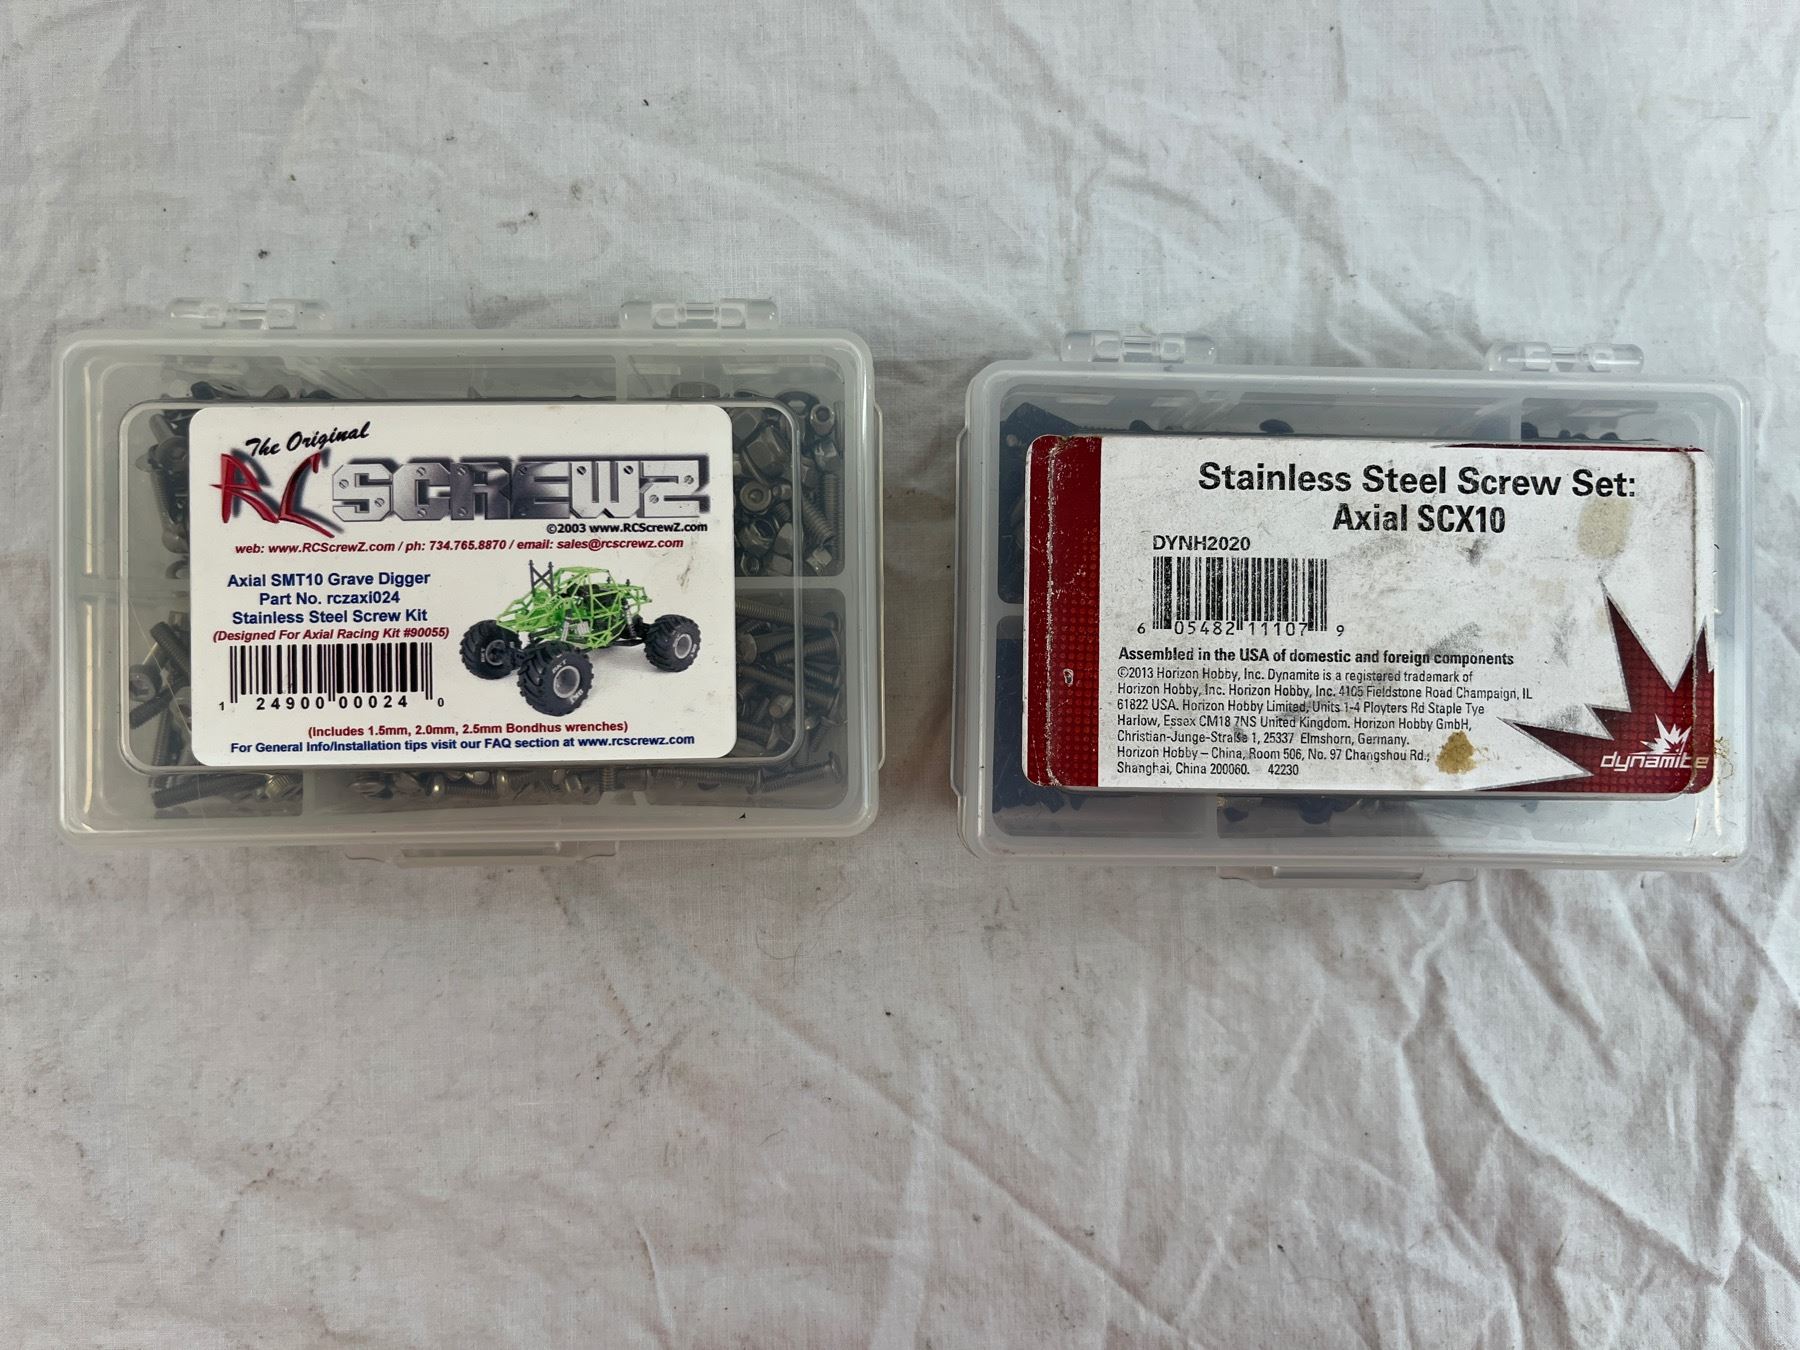 The Original
RC SCREWZ
©2003 www.RCScrewZ.com
web: www.RCScrewZ.com / ph: 734.765.8870 / email: sales@rcscrewz.com
Axial SMT10 Grave Digger
Part No. rczaxi024
Stainless Steel Screw Kit
(Designed For Axial Racing Kit #90055)
1 24900 00024 0
(Includes 1.5mm, 2.0mm, 2.5mm Bondhus wrenches)
For General Info/Installation tips visit our FAQ section at www.rcscrewz.com
Stainless Steel Screw Set:
Axial SCX10
DYNH2020
6 05482 11107 9
Assembled in the USA of domestic and foreign components
©2013 Horizon Hobby, Inc. Dynamite is a registered trademark of
Horizon Hobby, Inc. Horizon Hobby, Inc. 4105 Fieldstone Road Champaign, IL
61822 USA. Horizon Hobby Limited, Units 1-4 Ployters Rd Staple Tye
Harlow, Essex CM18 7NS United Kingdom. Horizon Hobby GmbH,
Christian-Junge-Straße 1, 25337 Elmshorn, Germany.
Horizon Hobby – China, Room 506, No. 97 Changshou Rd.,
Shanghai, China 200060. 42230
dynamite